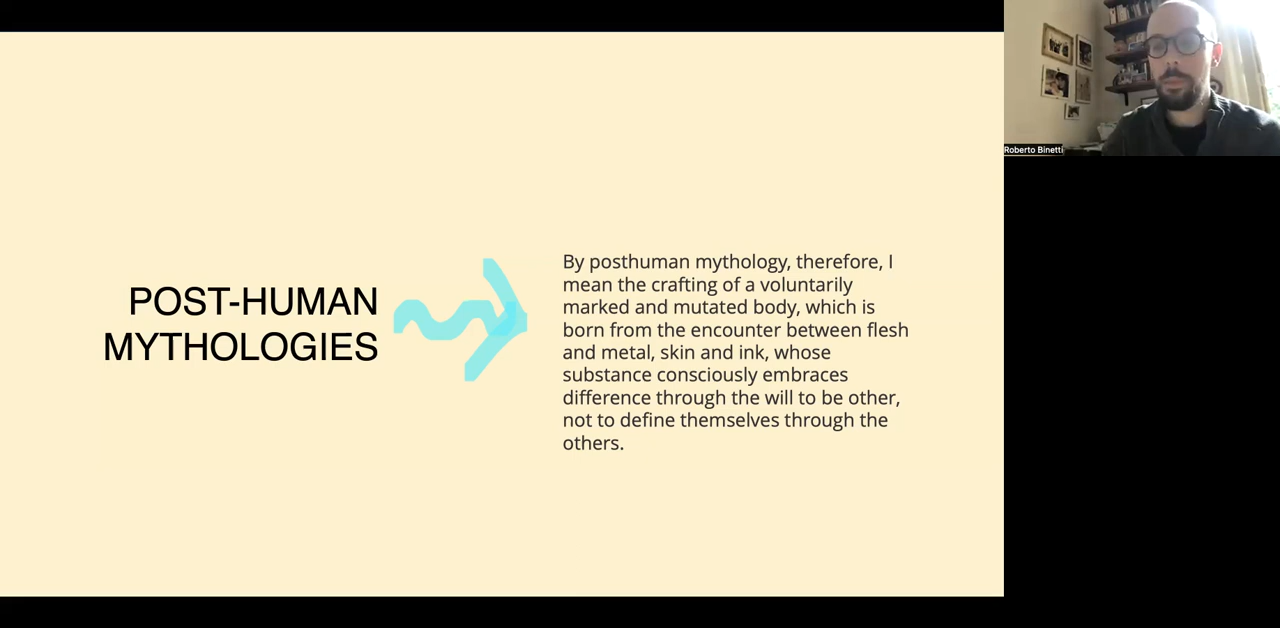 POST-HUMAN
MYTHOLOGIES
By posthuman mythology, therefore, I
mean the crafting of a voluntarily
marked and mutated body, which is
born from the encounter between flesh
and metal, skin and ink, whose
substance consciously embraces
difference through the will to be other,
not to define themselves through the
others.
Roberto Binetti